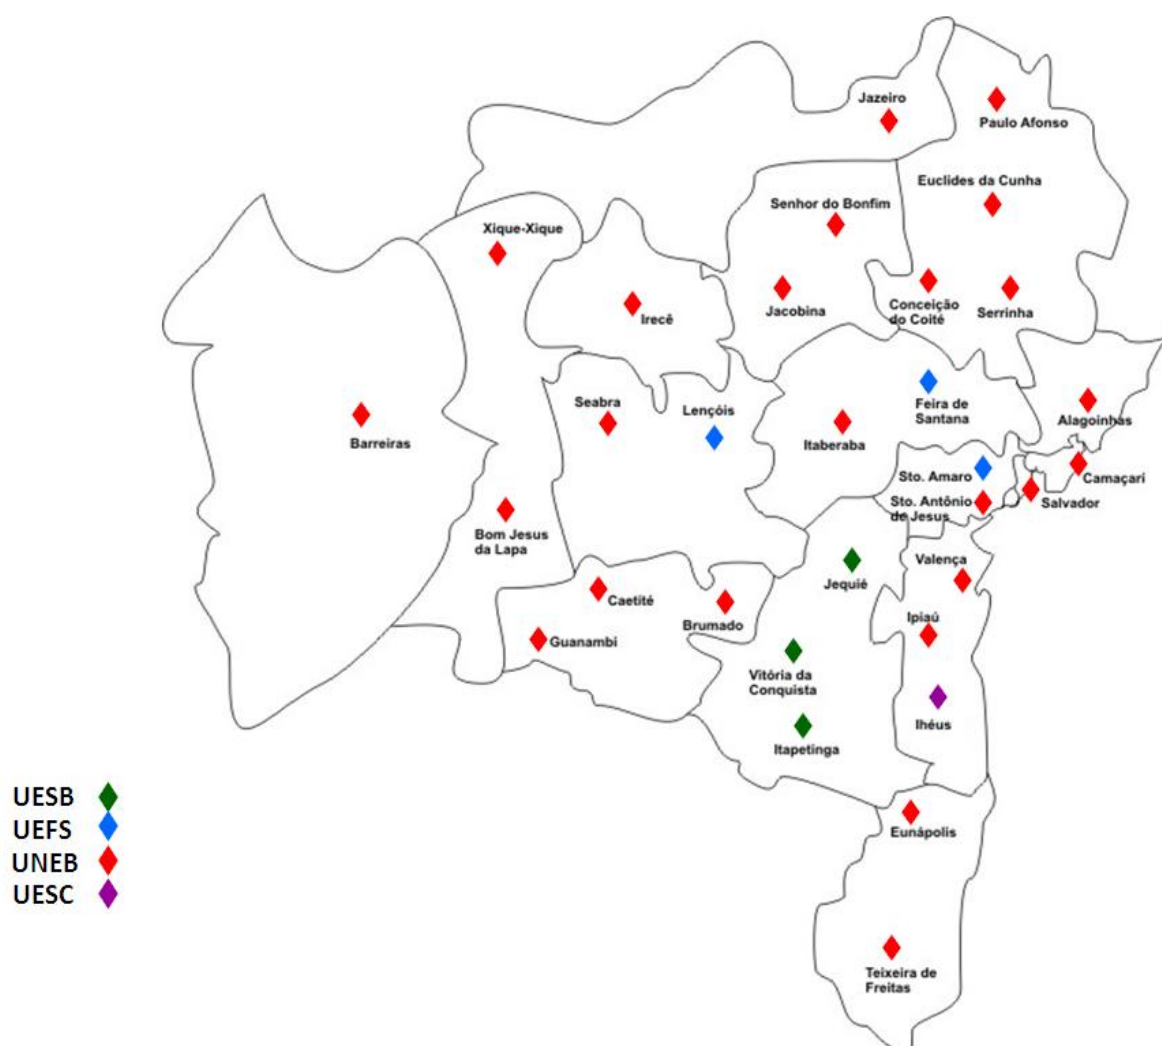 Jazeiro
Paulo Afonso
Euclides da Cunha
Senhor do Bonfim
Xique-Xique
Conceição
do Coité
Jacobina
Serrinha
Irecê
Seabra
Lençóis
Feira de
Santana
Alagoinhas
Barreiras
Itaberaba
Sto. Amaro
Camaçari
Sto. Antônio
de Jesus
Salvador
Bom Jesus
da Lapa
Valença
Jequié
Caetité
Ipiaú
Brumado
Guanambi
Vitória da
Conquista
Ihéus
Itapetinga
UESB
UEFS
UNEB
UESC
Eunápolis
Teixeira de
Freitas